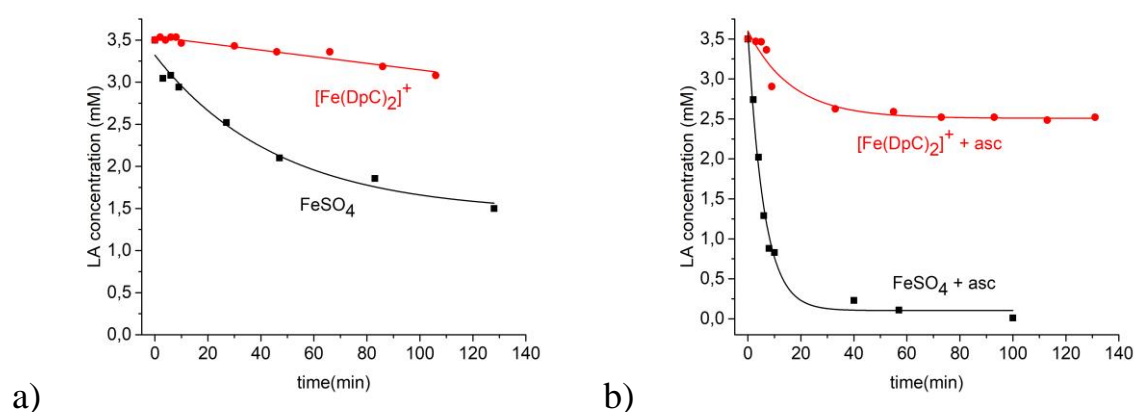 LA concentration (mM)
3,5
3,0
2,5
2,0
1,5
1,0
0,5
0,0
[Fe(DpC)2]+
FeSO4
0 20 40 60 80 100 120 140
time(min)
a)
LA concentration (mM)
3,5
3,0
2,5
2,0
1,5
1,0
0,5
0,0
[Fe(DpC)2]+ + asc
FeSO4 + asc
0 20 40 60 80 100 120 140
time(min)
b)